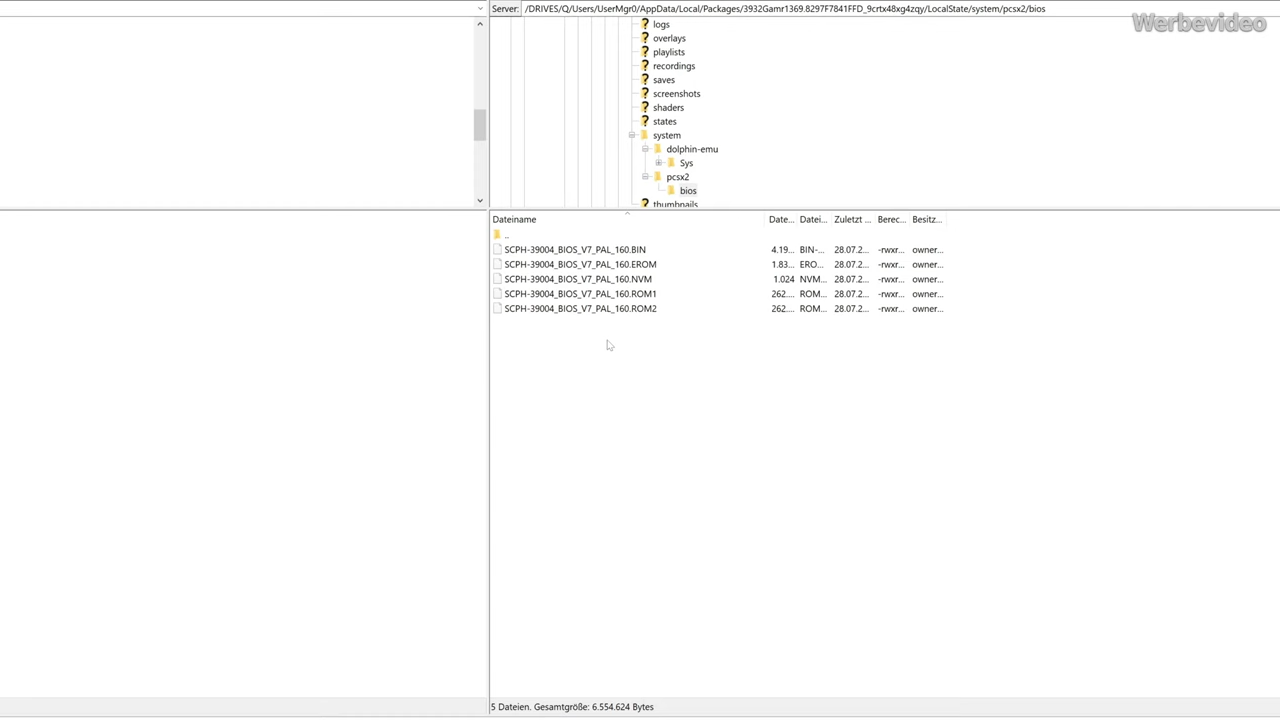 Server: /DRIVES/Q/Users/UserMgr0/AppData/Local/Packages/3932Gamr1369.8297F7841FFD_9crtx48xg4zqy/LocalState/system/pcsx2/bios
Werbevideo
logs
overlays
playlists
recordings
saves
screenshots
shaders
states
system
dolphin-emu
Sys
pcsx2
bios
thumbnails
Dateiname Date... Datei... Zuletzt ... Berec... Besitz...
..
SCPH-39004_BIOS_V7_PAL_160.BIN 4.19... BIN-... 28.07.2... -rwxr... owner...
SCPH-39004_BIOS_V7_PAL_160.EROM 1.83... ERO... 28.07.2... -rwxr... owner...
SCPH-39004_BIOS_V7_PAL_160.NVM 1.024 NVM... 28.07.2... -rwxr... owner...
SCPH-39004_BIOS_V7_PAL_160.ROM1 262.... ROM... 28.07.2... -rwxr... owner...
SCPH-39004_BIOS_V7_PAL_160.ROM2 262.... ROM... 28.07.2... -rwxr... owner...
5 Dateien. Gesamtgröße: 6.554.624 Bytes